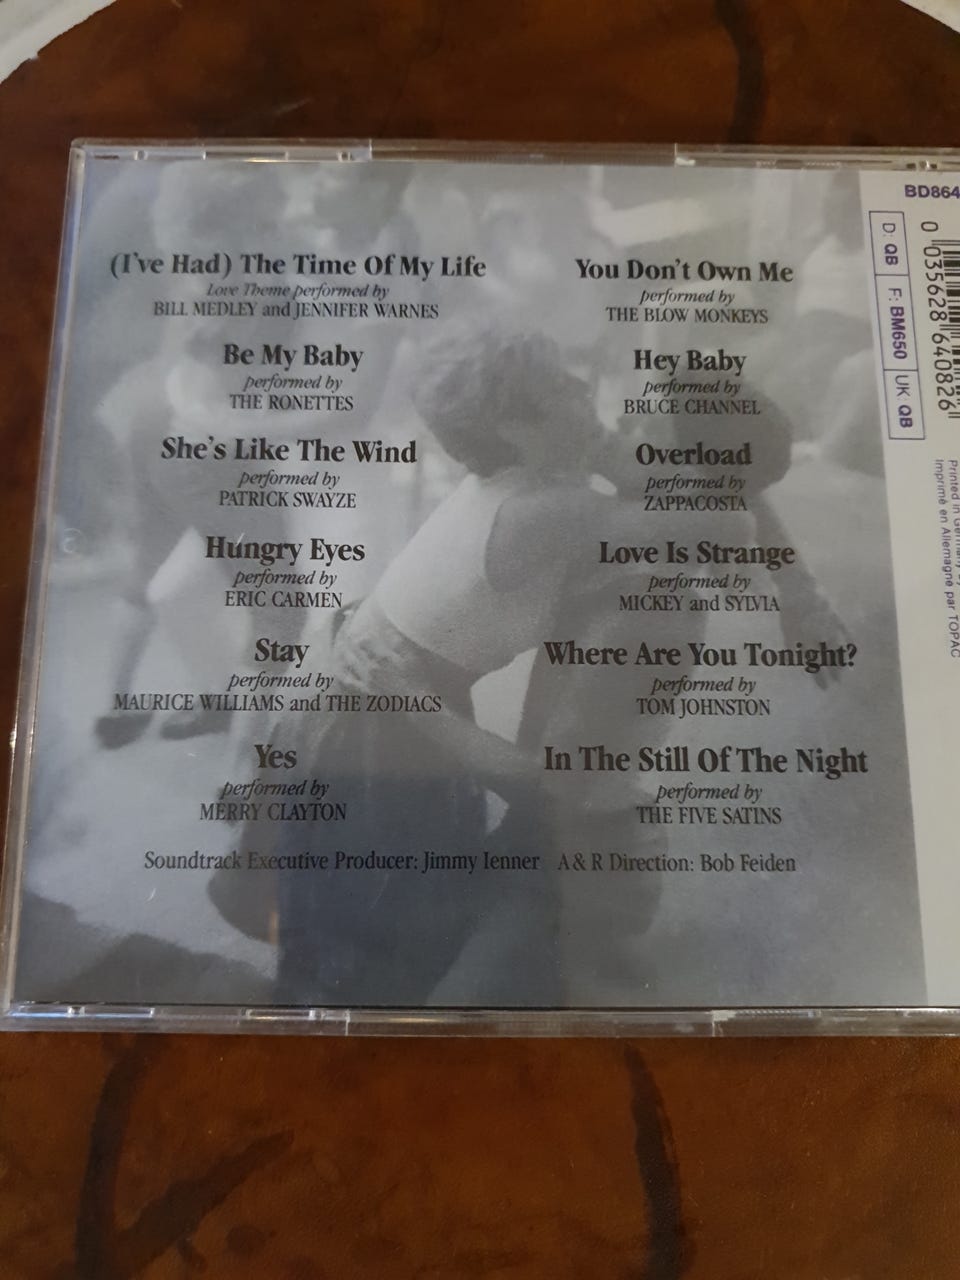 (I've Had) The Time Of My Life
Love Theme performed by
BILL MEDLEY and JENNIFER WARNES
Be My Baby
performed by
THE RONETTES
She's Like The Wind
performed by
PATRICK SWAYZE
Hungry Eyes
performed by
ERIC CARMEN
Stay
performed by
MAURICE WILLIAMS and THE ZODIACS
Yes
performed by
MERRY CLAYTON
You Don't Own Me
performed by
THE BLOW MONKEYS
Hey Baby
performed by
BRUCE CHANNEL
Overload
performed by
ZAPPACOSTA
Love Is Strange
performed by
MICKEY and SYLVIA
Where Are You Tonight?
performed by
TOM JOHNSTON
In The Still Of The Night
performed by
THE FIVE SATINS
Soundtrack Executive Producer: Jimmy Ienner A & R Direction: Bob Feiden
BD864
D: QB F: BM650 UK: QB
0 035628 640826
Printed in Germany
Imprimé en Allemagne par TOPAC